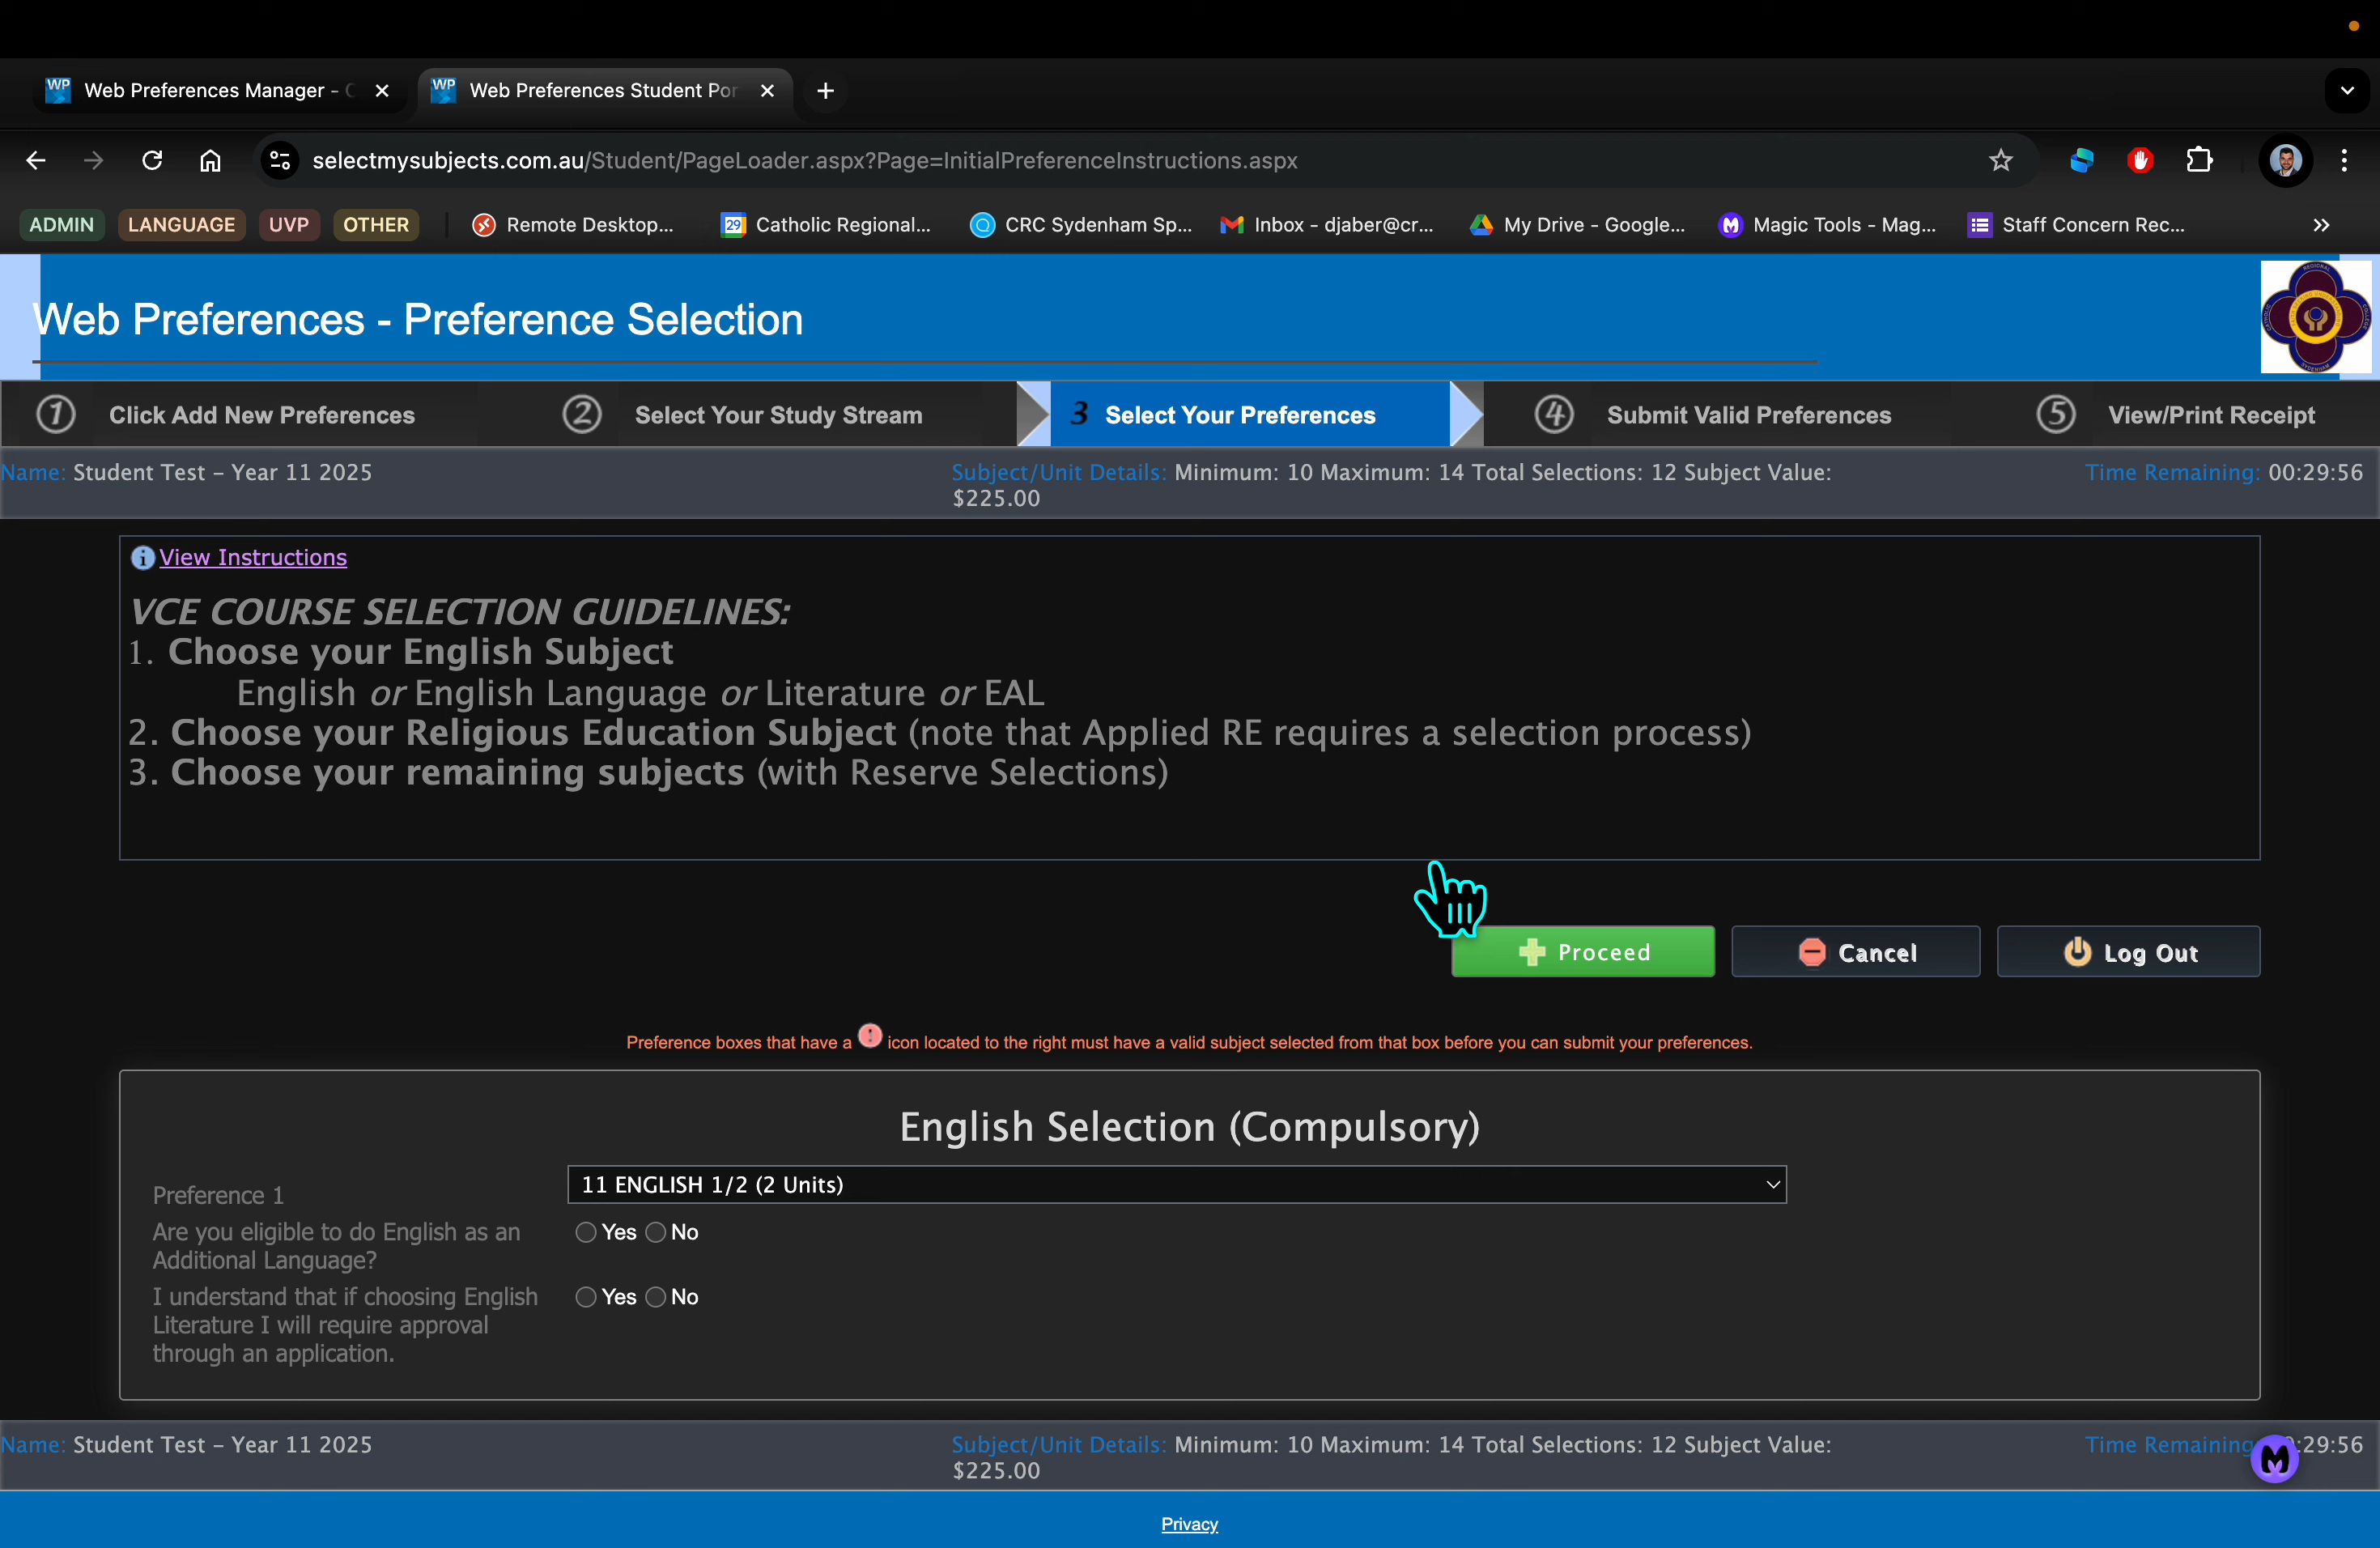 Web Preferences Manager - C
Web Preferences Student Por
selectmysubjects.com.au/Student/PageLoader.aspx?Page=InitialPreferenceInstructions.aspx
ADMIN LANGUAGE UVP OTHER Remote Desktop... 29 Catholic Regional... CRC Sydenham Sp... Inbox - djaber@cr... My Drive - Google... Magic Tools - Mag... Staff Concern Rec...
Web Preferences - Preference Selection
1 Click Add New Preferences 2 Select Your Study Stream 3 Select Your Preferences 4 Submit Valid Preferences 5 View/Print Receipt
Name: Student Test – Year 11 2025 Subject/Unit Details: Minimum: 10 Maximum: 14 Total Selections: 12 Subject Value: Time Remaining: 00:29:56
$225.00
View Instructions
VCE COURSE SELECTION GUIDELINES:
1. Choose your English Subject
English or English Language or Literature or EAL
2. Choose your Religious Education Subject (note that Applied RE requires a selection process)
3. Choose your remaining subjects (with Reserve Selections)
Proceed Cancel Log Out
Preference boxes that have a ! icon located to the right must have a valid subject selected from that box before you can submit your preferences.
English Selection (Compulsory)
Preference 1 11 ENGLISH 1/2 (2 Units)
Are you eligible to do English as an Yes No
Additional Language?
I understand that if choosing English Yes No
Literature I will require approval
through an application.
Name: Student Test – Year 11 2025 Subject/Unit Details: Minimum: 10 Maximum: 14 Total Selections: 12 Subject Value: Time Remaining :29:56
$225.00
Privacy